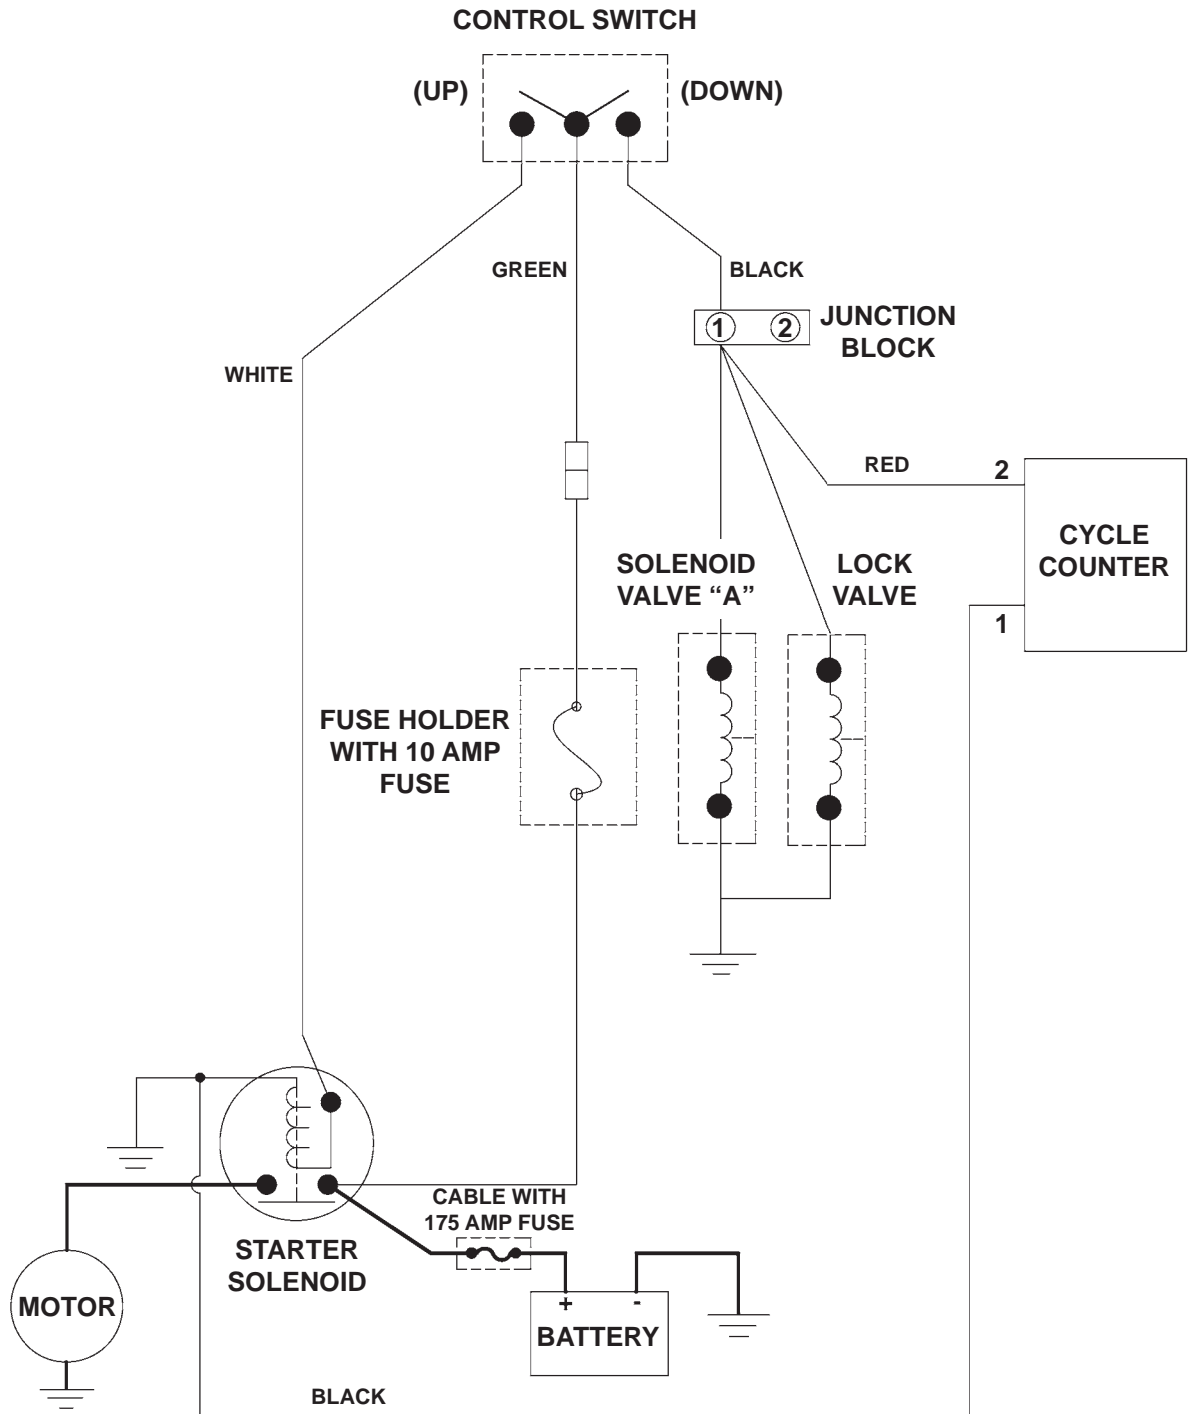 CONTROL SWITCH
(UP)
(DOWN)
GREEN
BLACK
1
2
JUNCTION
BLOCK
WHITE
RED
2
CYCLE
COUNTER
1
SOLENOID
VALVE “A”
LOCK
VALVE
FUSE HOLDER
WITH 10 AMP
FUSE
CABLE WITH
175 AMP FUSE
STARTER
SOLENOID
MOTOR
+
-
BATTERY
BLACK